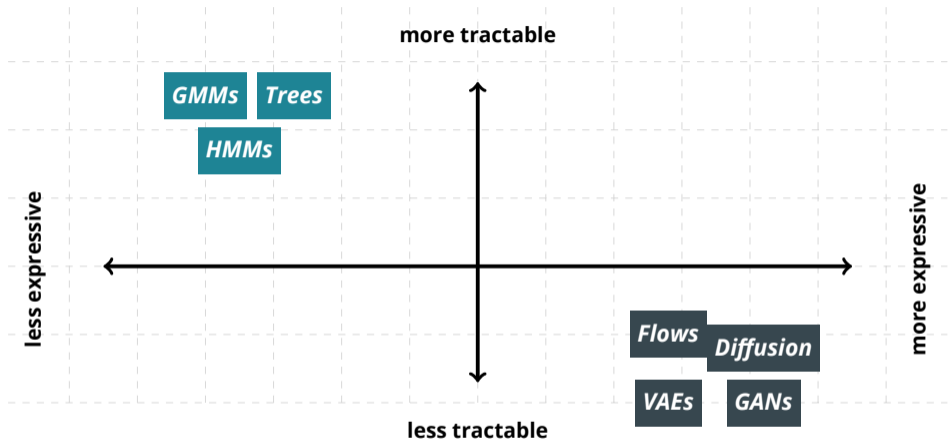 more tractable
GMMs
Trees
HMMs
less expressive
more expressive
Flows
Diffusion
VAEs
GANs
less tractable